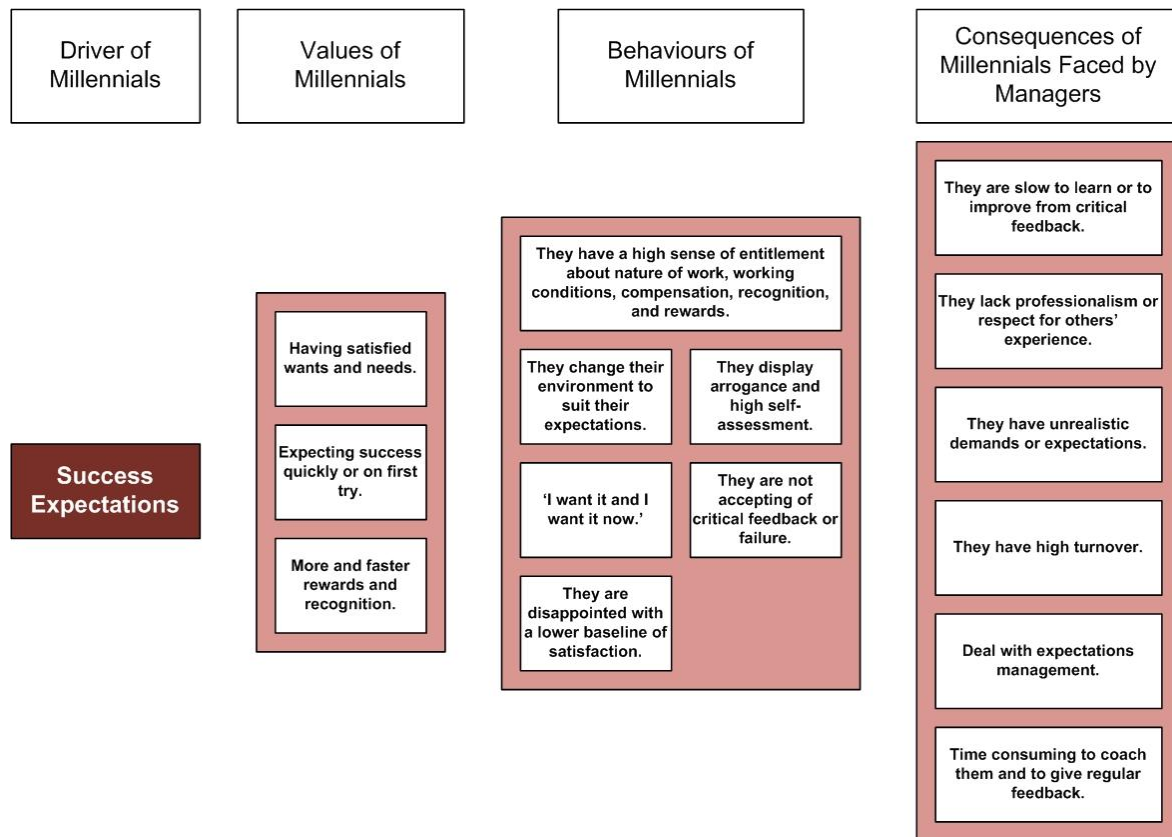 Driver of
Millennials
Values of
Millennials
Behaviours of
Millennials
Consequences of
Millennials Faced by
Managers
Success
Expectations
Having satisfied
wants and needs.
Expecting success
quickly or on first
try.
More and faster
rewards and
recognition.
They have a high sense of entitlement
about nature of work, working
conditions, compensation, recognition,
and rewards.
They change their
environment to
suit their
expectations.
They display
arrogance and
high self-
assessment.
‘I want it and I
want it now.’
They are not
accepting of
critical feedback or
failure.
They are
disappointed with
a lower baseline of
satisfaction.
They are slow to learn or to
improve from critical
feedback.
They lack professionalism or
respect for others’
experience.
They have unrealistic
demands or expectations.
They have high turnover.
Deal with expectations
management.
Time consuming to coach
them and to give regular
feedback.